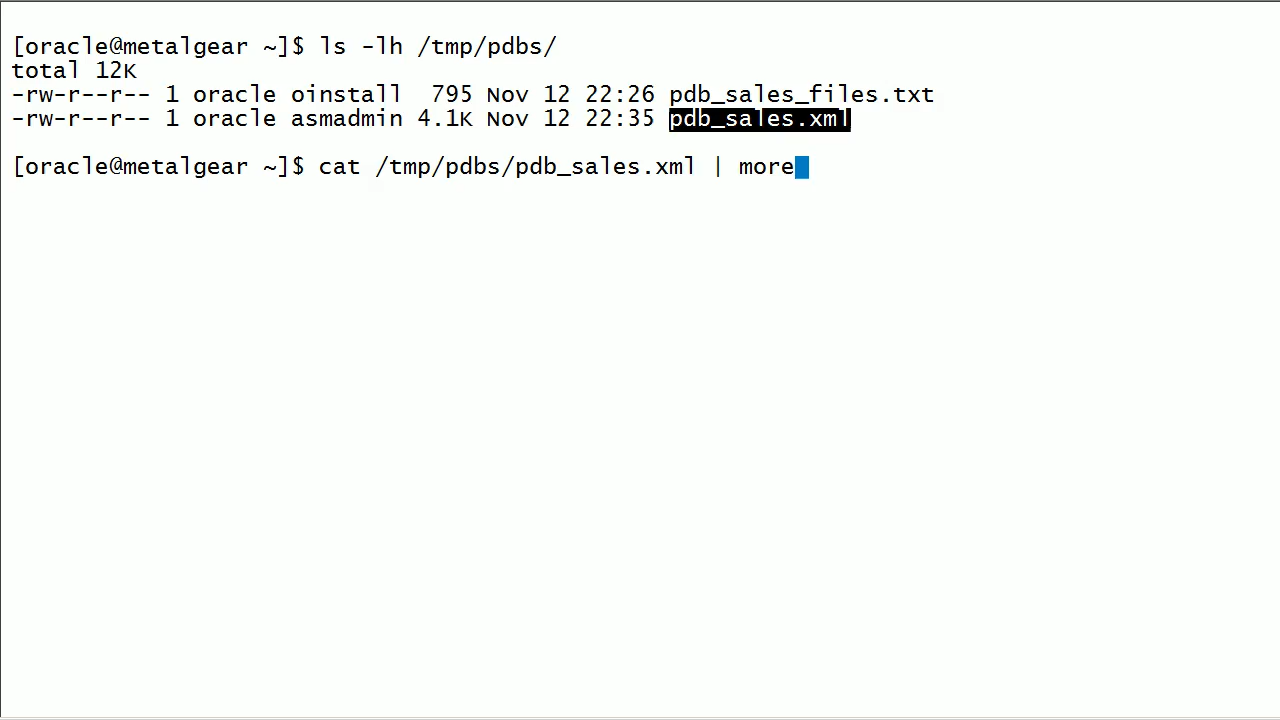 [oracle@metalgear ~]$ ls -lh /tmp/pdbs/
total 12K
-rw-r--r-- 1 oracle oinstall  795 Nov 12 22:26 pdb_sales_files.txt
-rw-r--r-- 1 oracle asmadmin 4.1K Nov 12 22:35 pdb_sales.xml
[oracle@metalgear ~]$ cat /tmp/pdbs/pdb_sales.xml | more